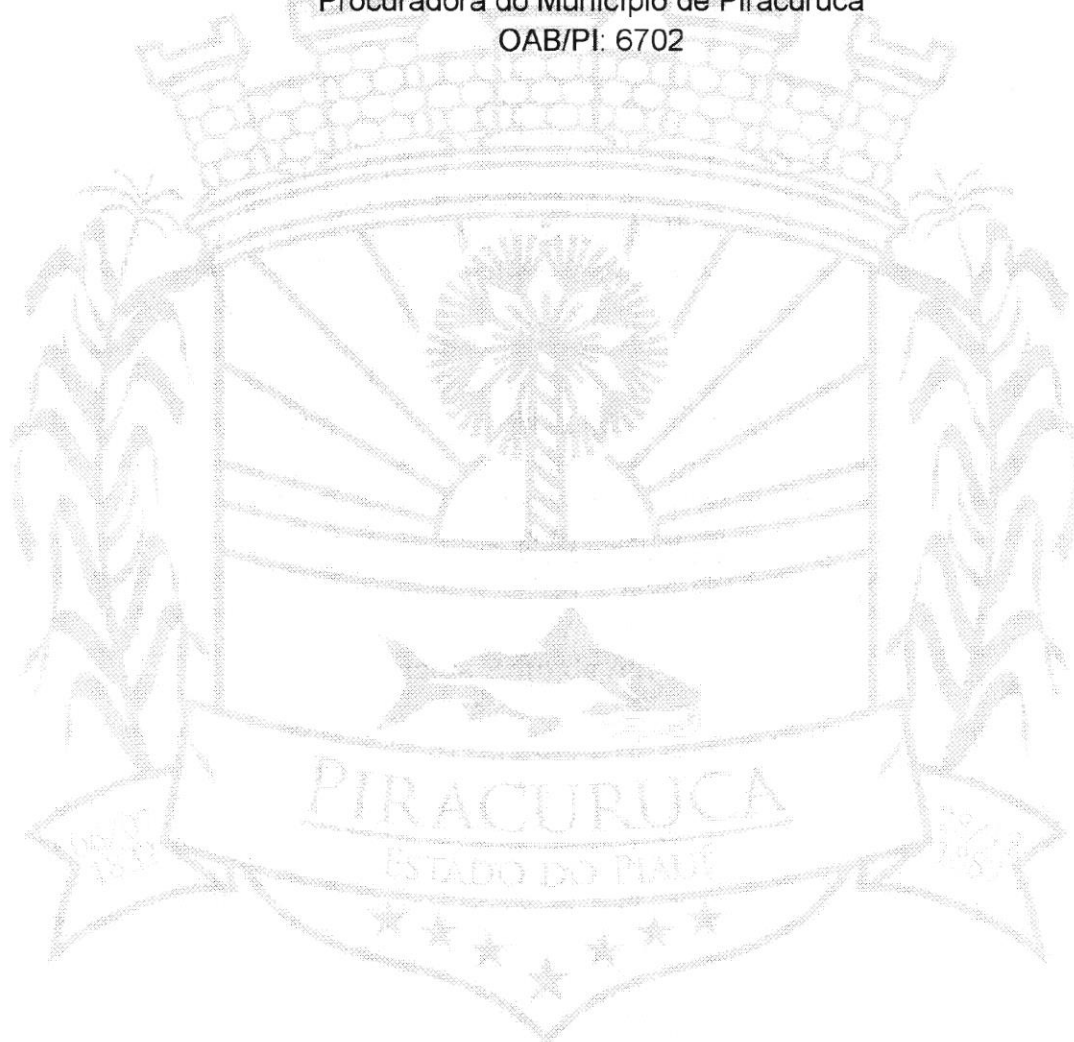 Procuradora do Município de Piracuruca
OAB/PI: 6702
PIRACURUCA
ESTADO DO PIAUÍ